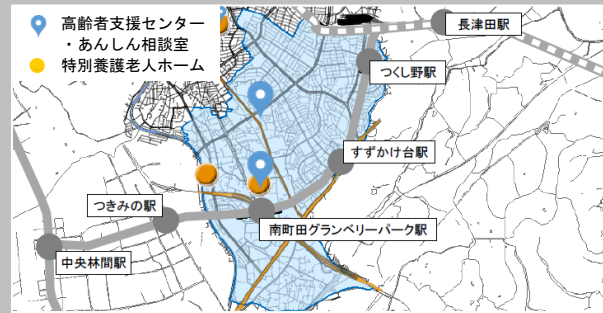 高齢者支援センター
・あんしん相談室
特別養護老人ホーム
長津田駅
つくし野駅
すずかけ台駅
つきみの駅
南町田グランベリーパーク駅
中央林間駅